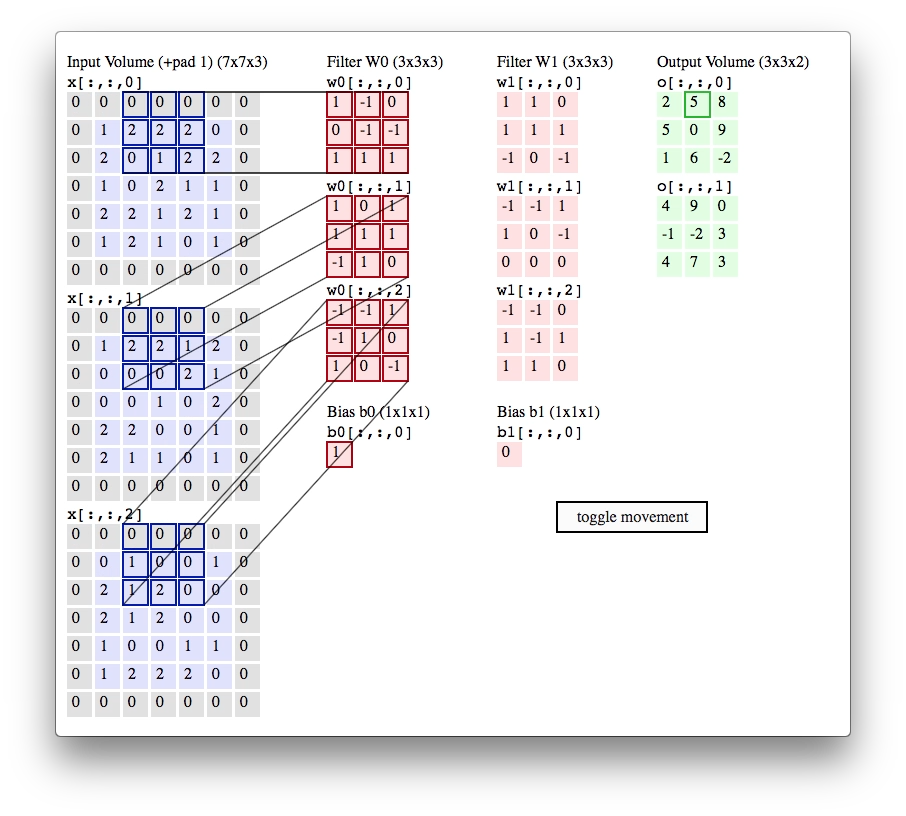 Input Volume (+pad 1) (7x7x3)
x[:,:,0]
0 0 0 0 0 0 0
0 1 2 2 2 0 0
0 2 0 1 2 2 0
0 1 0 2 1 1 0
0 2 2 1 2 1 0
0 1 2 1 0 1 0
0 0 0 0 0 0 0
x[:,:,1]
0 0 0 0 0 0 0
0 1 2 2 1 2 0
0 0 0 0 2 1 0
0 0 0 1 0 2 0
0 2 2 0 0 1 0
0 2 1 1 0 1 0
0 0 0 0 0 0 0
x[:,:,2]
0 0 0 0 0 0 0
0 0 1 0 0 1 0
0 2 1 2 0 0 0
0 2 1 2 0 0 0
0 1 0 0 1 1 0
0 1 2 2 2 0 0
0 0 0 0 0 0 0
Filter W0 (3x3x3)
w0[:,:,0]
1 -1 0
0 -1 -1
1 1 1
w0[:,:,1]
1 0 1
1 1 1
-1 1 0
w0[:,:,2]
-1 -1 1
-1 1 0
1 0 -1
Bias b0 (1x1x1)
b0[:,:,0]
1
Filter W1 (3x3x3)
w1[:,:,0]
1 1 0
1 1 1
-1 0 -1
w1[:,:,1]
-1 -1 1
1 0 -1
0 0 0
w1[:,:,2]
-1 -1 0
1 -1 1
1 1 0
Bias b1 (1x1x1)
b1[:,:,0]
0
Output Volume (3x3x2)
o[:,:,0]
2 5 8
5 0 9
1 6 -2
o[:,:,1]
4 9 0
-1 -2 3
4 7 3
toggle movement